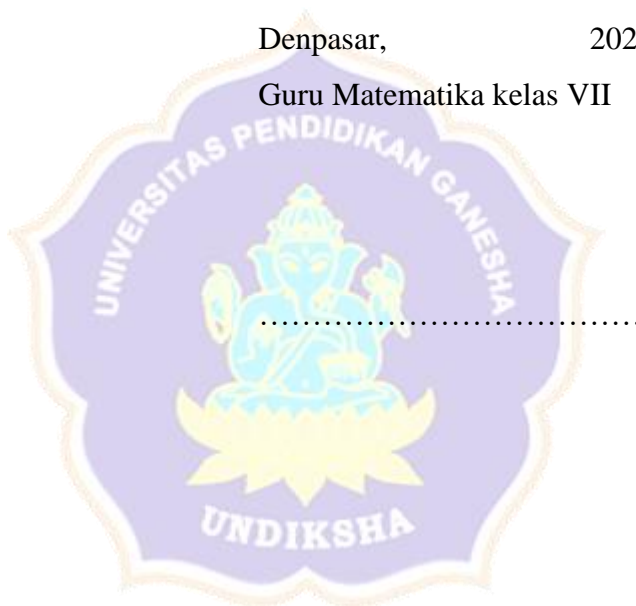 Denpasar, 202
Guru Matematika kelas VII
UNIVERSITAS PENDIDIKAN GANESHA
……………………………………
UNDIKSHA